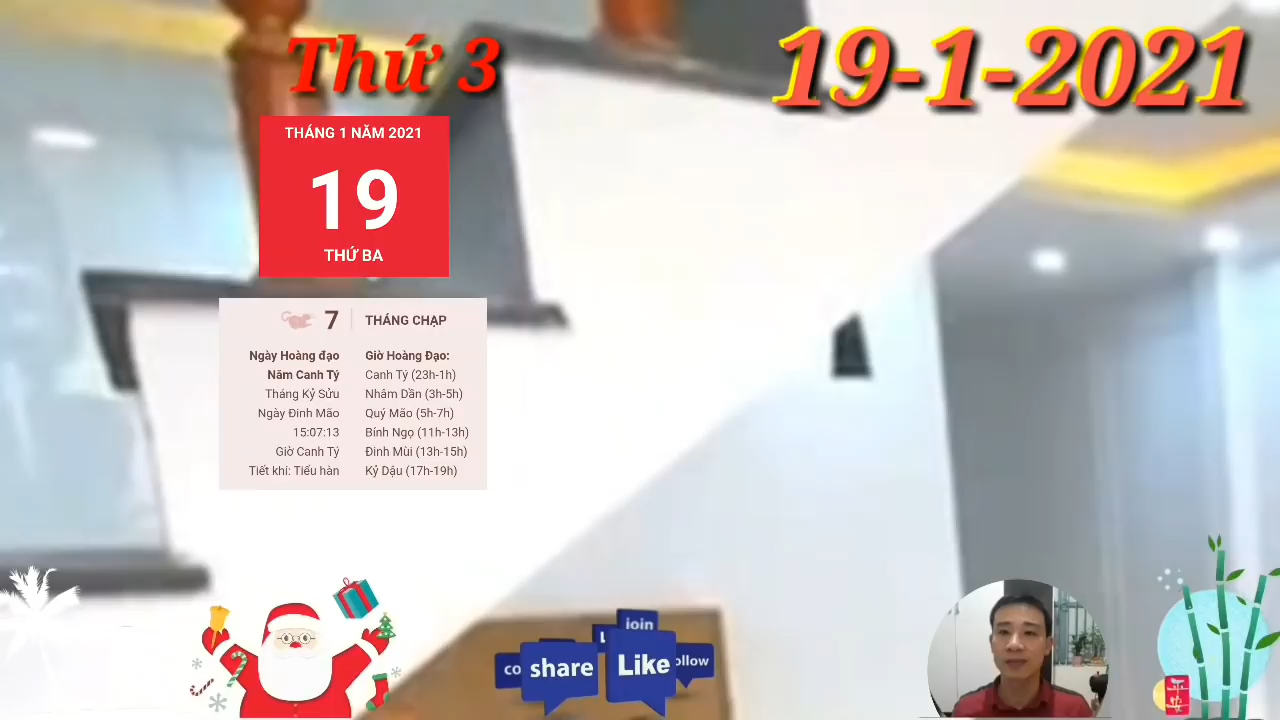 Thứ 3
19-1-2021
THÁNG 1 NĂM 2021
19
THỨ BA
7
THÁNG CHẠP
Ngày Hoàng đạo
Năm Canh Tý
Tháng Kỷ Sửu
Ngày Đinh Mão
15:07:13
Giờ Canh Tý
Tiết khí: Tiểu hàn
Giờ Hoàng Đạo:
Canh Tý (23h-1h)
Nhâm Dần (3h-5h)
Quý Mão (5h-7h)
Bính Ngọ (11h-13h)
Đinh Mùi (13h-15h)
Kỷ Dậu (17h-19h)
join
co share Like ollow
平安